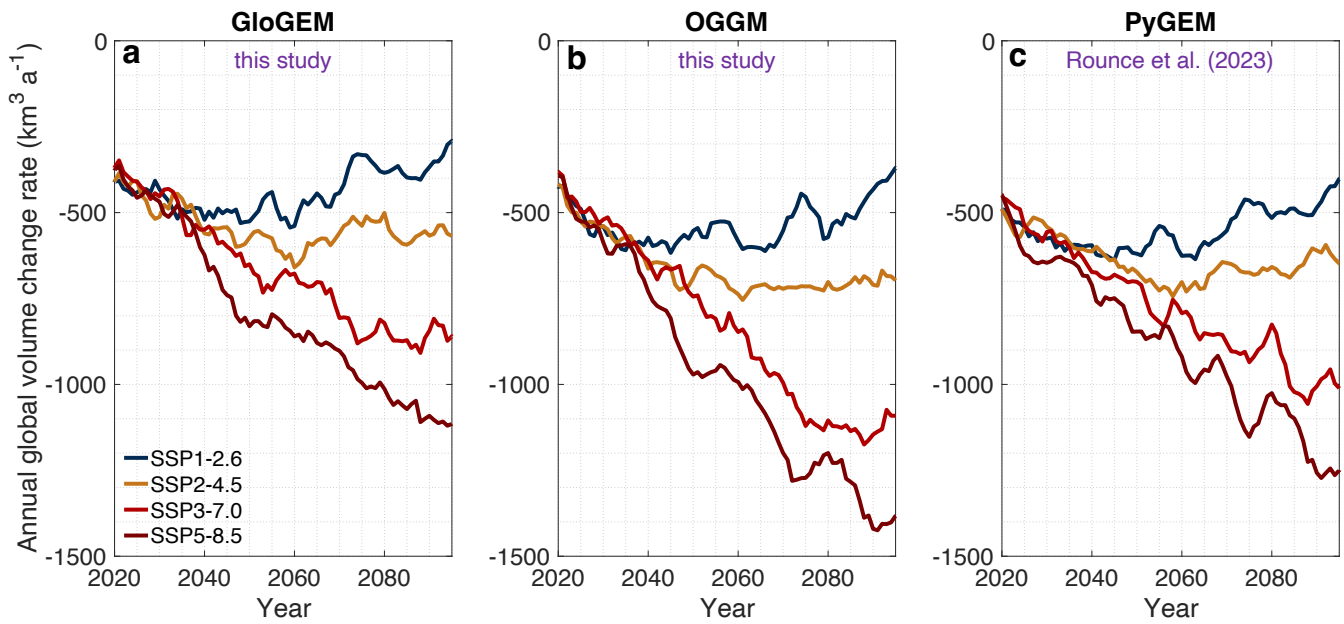 GloGEM
OGGM
PyGEM
a
this study
b
this study
c
Rounce et al. (2023)
Annual global volume change rate (km³ a⁻¹)
0
-500
-1000
-1500
0
-500
-1000
-1500
0
-500
-1000
-1500
SSP1-2.6
SSP2-4.5
SSP3-7.0
SSP5-8.5
2020 2040 2060 2080
2020 2040 2060 2080
2020 2040 2060 2080
Year
Year
Year